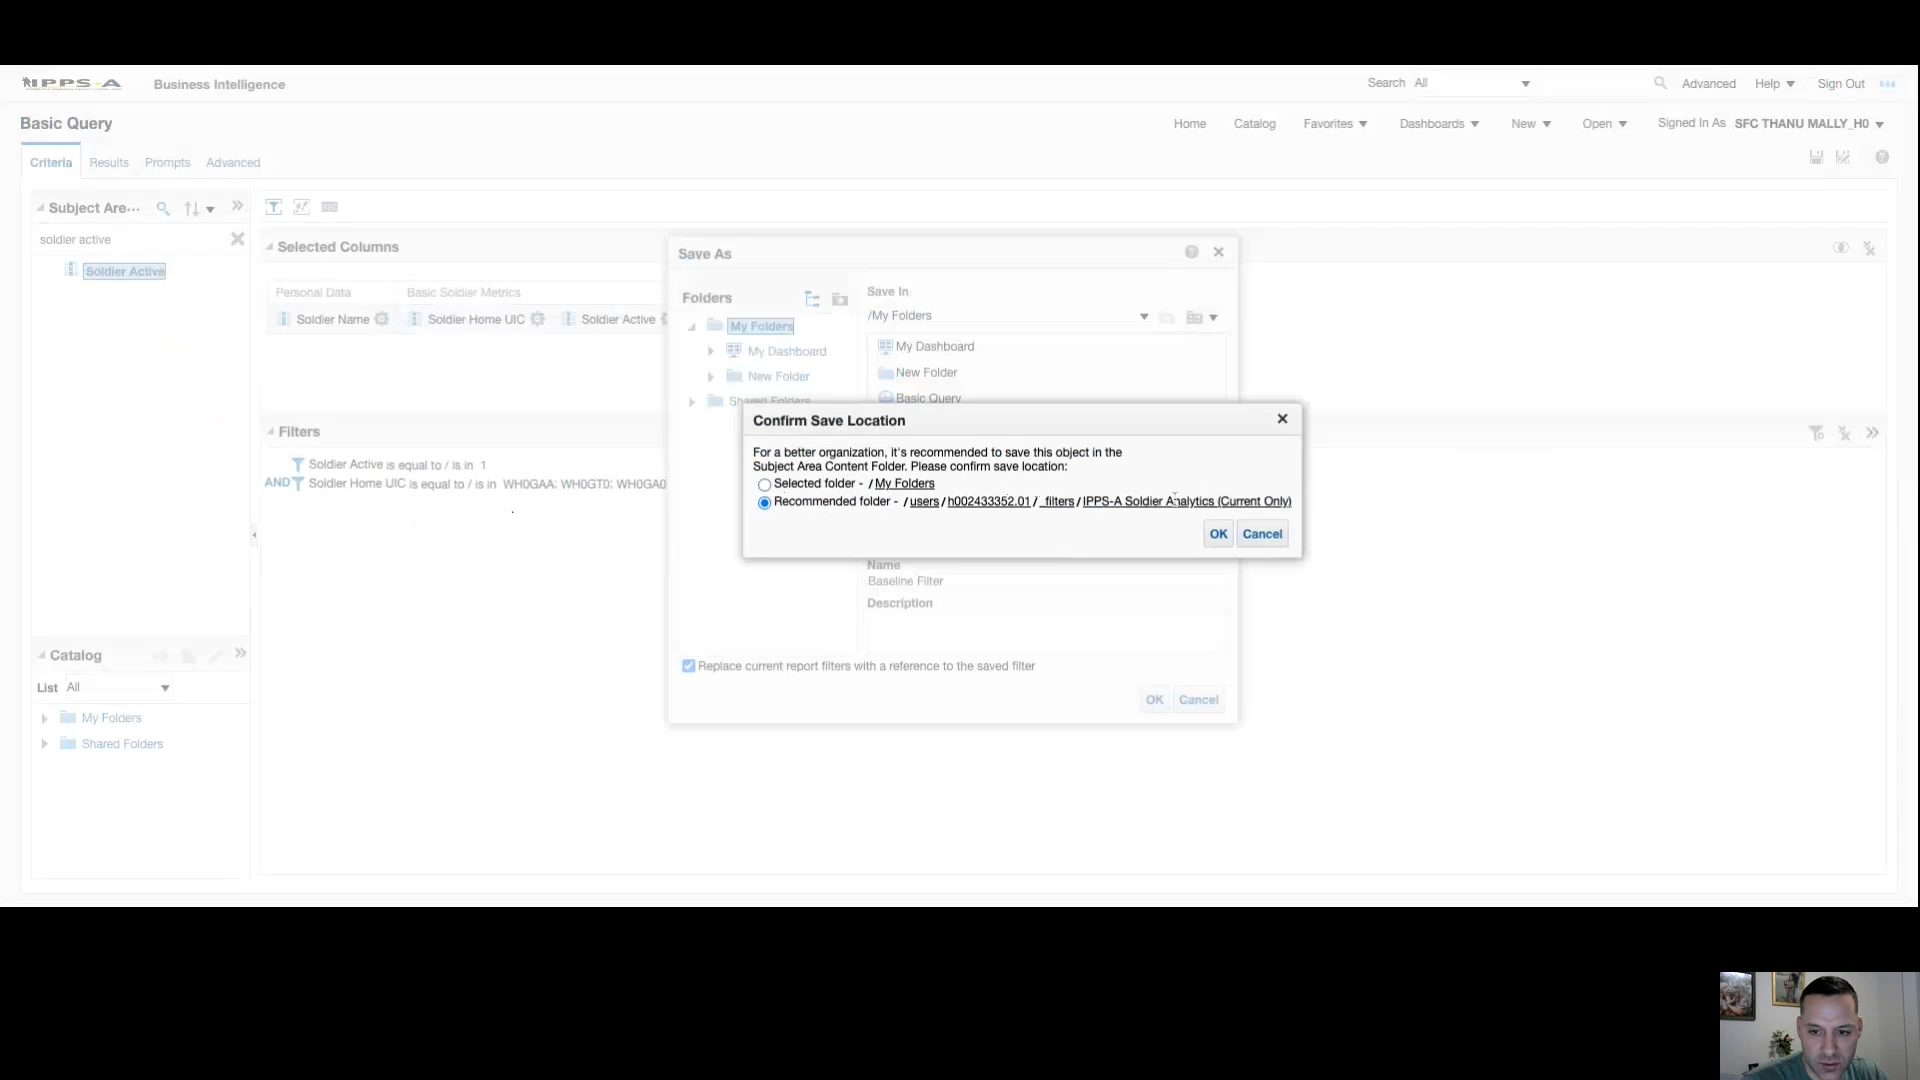 IPPS-A
Business Intelligence
Search All
Advanced
Help
Sign Out
Basic Query
Home
Catalog
Favorites
Dashboards
New
Open
Signed In As SFC THANU MALLY_H0
Criteria
Results
Prompts
Advanced
Subject Are...
soldier active
Soldier Active
Selected Columns
Personal Data
Basic Soldier Metrics
Soldier Name
Soldier Home UIC
Soldier Active
Filters
Soldier Active is equal to / is in 1
AND Soldier Home UIC is equal to / is in WH0GAA; WH0GT0; WH0GA0
Save As
Folders
My Folders
My Dashboard
New Folder
Shared Folders
Save In
/My Folders
My Dashboard
New Folder
Basic Query
Confirm Save Location
For a better organization, it's recommended to save this object in the
Subject Area Content Folder. Please confirm save location:
Selected folder - /My Folders
Recommended folder - /users/h002433352.01/_filters/IPPS-A Soldier Analytics (Current Only)
OK
Cancel
Name
Baseline Filter
Description
Replace current report filters with a reference to the saved filter
OK
Cancel
Catalog
List All
My Folders
Shared Folders